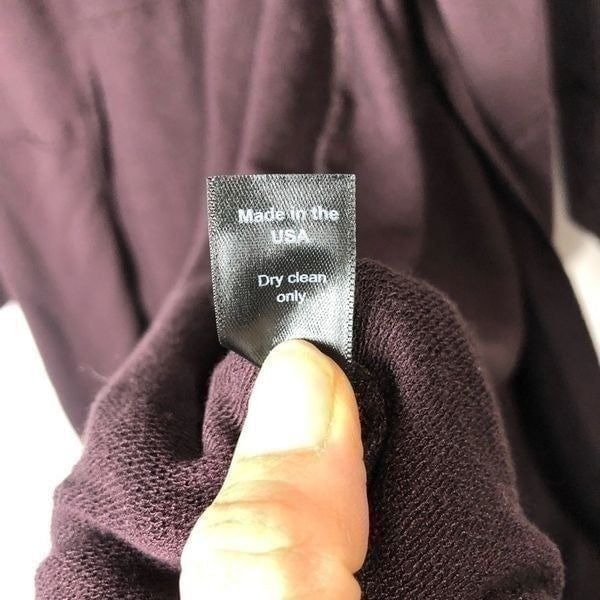 Made in the
USA
Dry clean
only